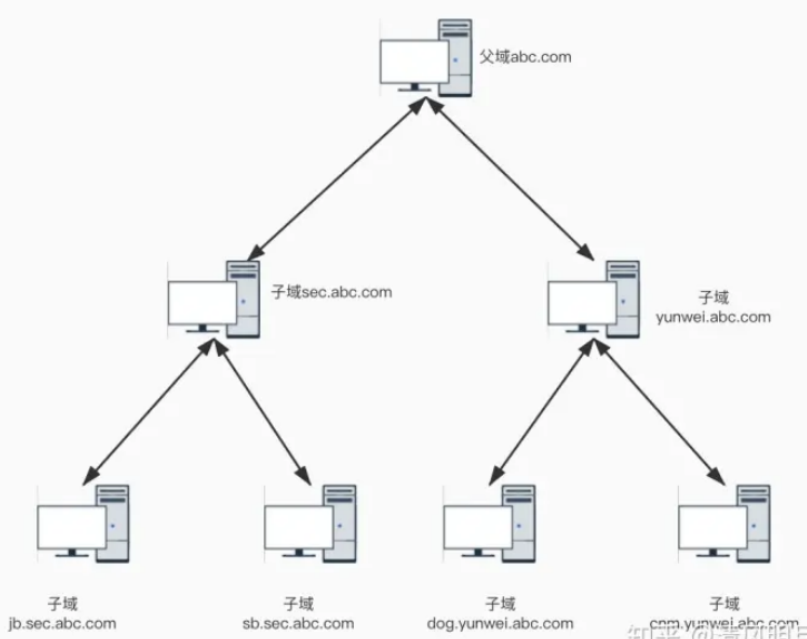 父域abc.com
子域sec.abc.com
子域
yunwei.abc.com
子域
jb.sec.abc.com
子域
sb.sec.abc.com
子域
dog.yunwei.abc.com
子域
cnm.yunwei.abc.com
知乎